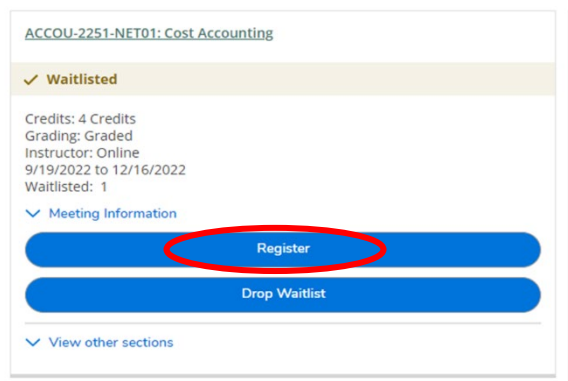 ACCOU-2251-NET01: Cost Accounting
Waitlisted
Credits: 4 Credits
Grading: Graded
Instructor: Online
9/19/2022 to 12/16/2022
Waitlisted: 1
Meeting Information
Register
Drop Waitlist
View other sections